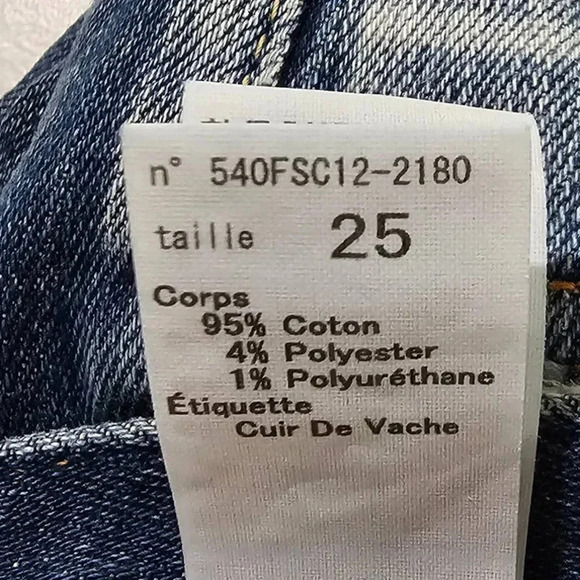 n° 540FSC12-2180
taille 25
Corps
95% Coton
4% Polyester
1% Polyuréthane
Étiquette
Cuir De Vache